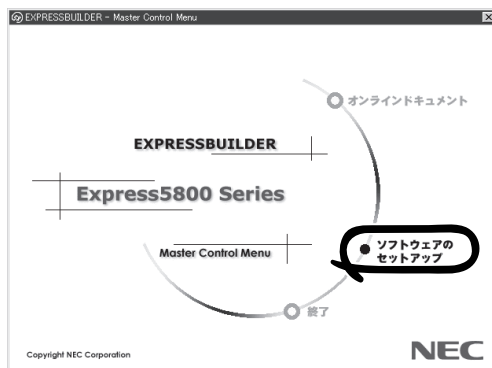 EXPRESSBUILDER - Master Control Menu
オンラインドキュメント
EXPRESSBUILDER
Express5800 Series
Master Control Menu
ソフトウェアの
セットアップ
終了
Copyright NEC Corporation
NEC